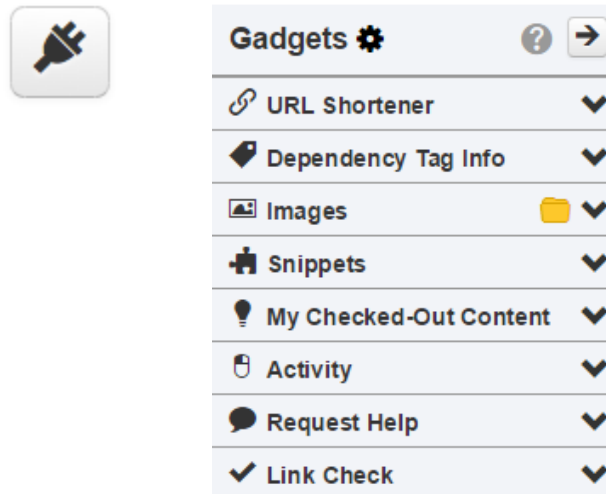 Gadgets
URL Shortener
Dependency Tag Info
Images
Snippets
My Checked-Out Content
Activity
Request Help
Link Check